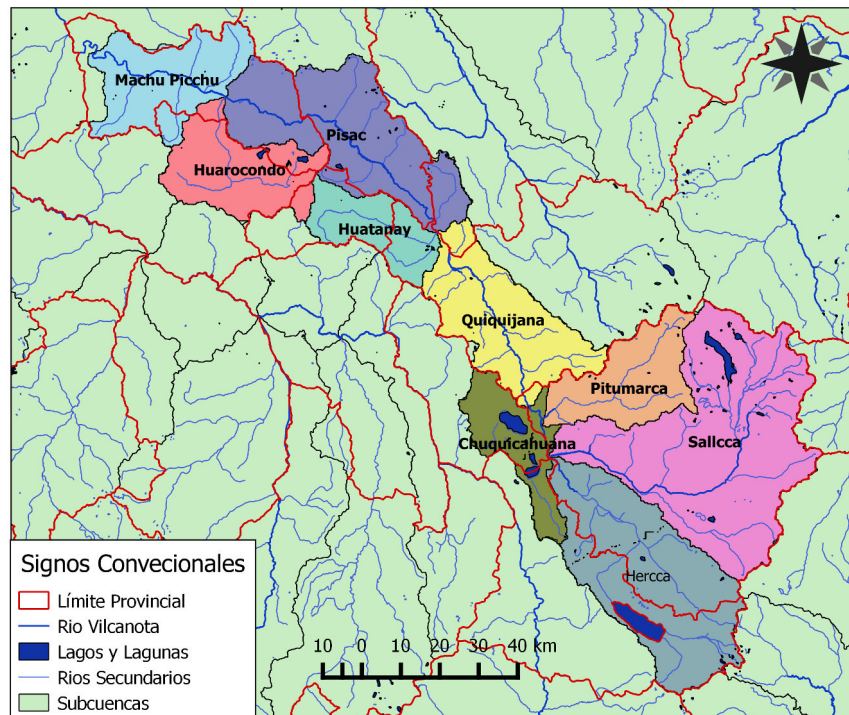 Machu Picchu
Pisac
Huarocondo
Huatanay
Quiquijana
Pitumarca
Chuquicahuana
Sallcca
Hercca
Signos Convecionales
Límite Provincial
Rio Vilcanota
Lagos y Lagunas
Rios Secundarios
Subcuencas
10 0 10 20 30 40 km